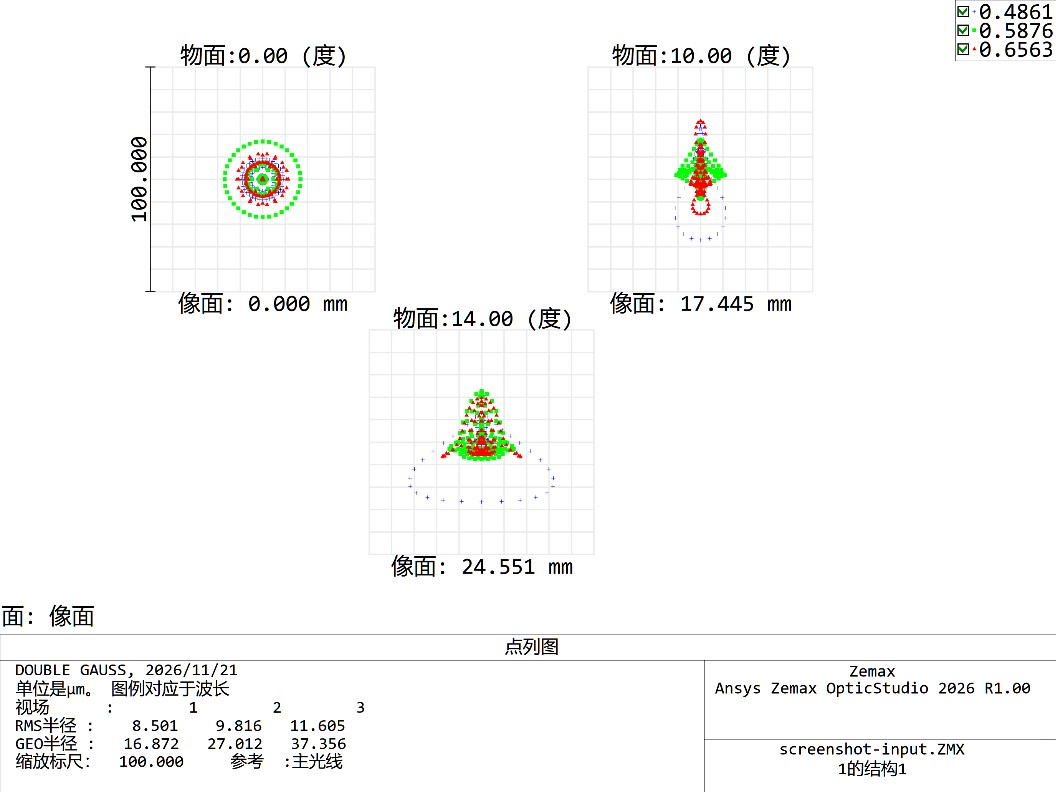 0.4861
0.5876
0.6563
物面:0.00 (度)
物面:10.00 (度)
100.000
像面: 0.000 mm
像面: 17.445 mm
物面:14.00 (度)
像面: 24.551 mm
面: 像面
点列图
DOUBLE GAUSS, 2026/11/21
单位是μm。 图例对应于波长
视场 : 1 2 3
RMS半径 : 8.501 9.816 11.605
GEO半径 : 16.872 27.012 37.356
缩放标尺: 100.000 参考 :主光线
Zemax
Ansys Zemax OpticStudio 2026 R1.00
screenshot-input.ZMX
1的结构1